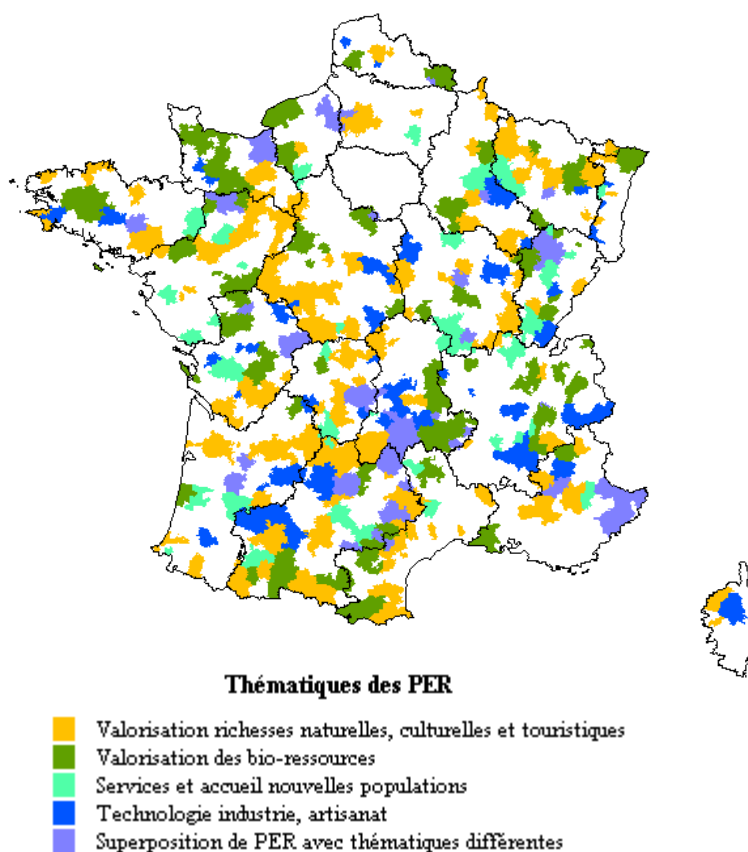 Thématiques des PER
Valorisation richesses naturelles, culturelles et touristiques
Valorisation des bio-ressources
Services et accueil nouvelles populations
Technologie industrie, artisanat
Superposition de PER avec thématiques différentes